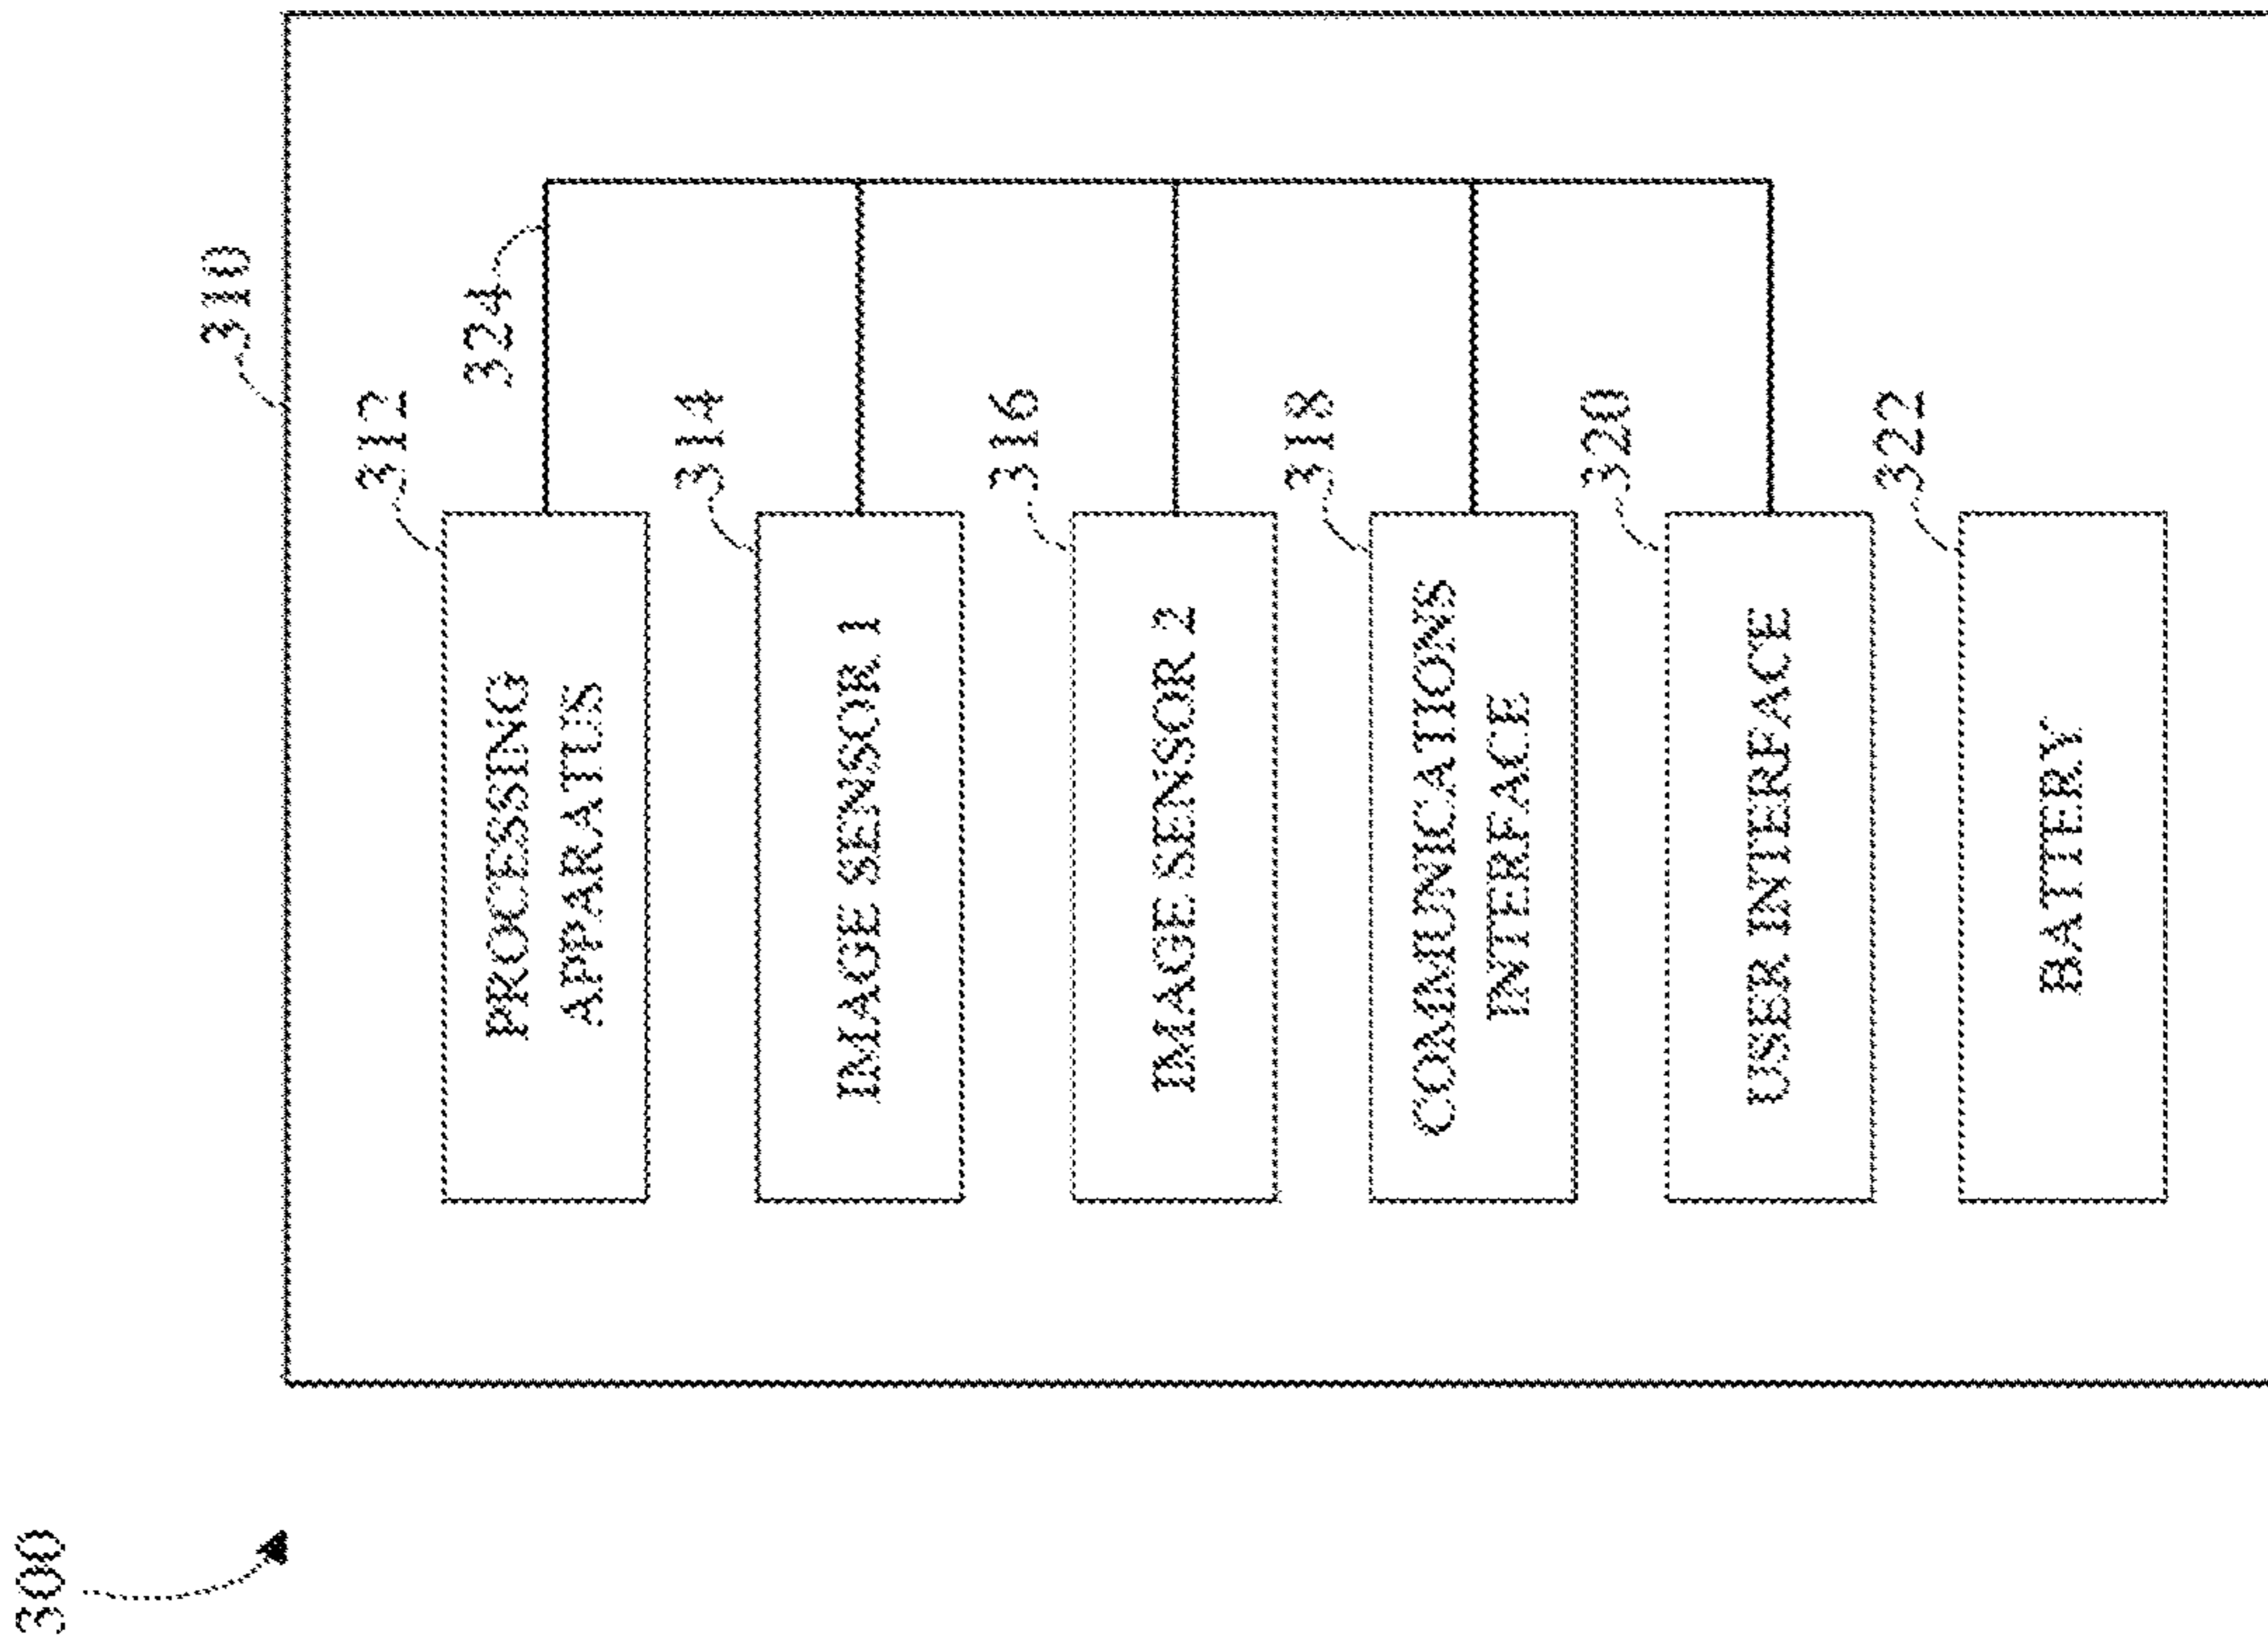 300
310
312
324
PROCESSING
APPARATUS
314
IMAGE SENSOR 1
316
IMAGE SENSOR 2
318
COMMUNICATIONS
INTERFACE
320
USER INTERFACE
322
BATTERY